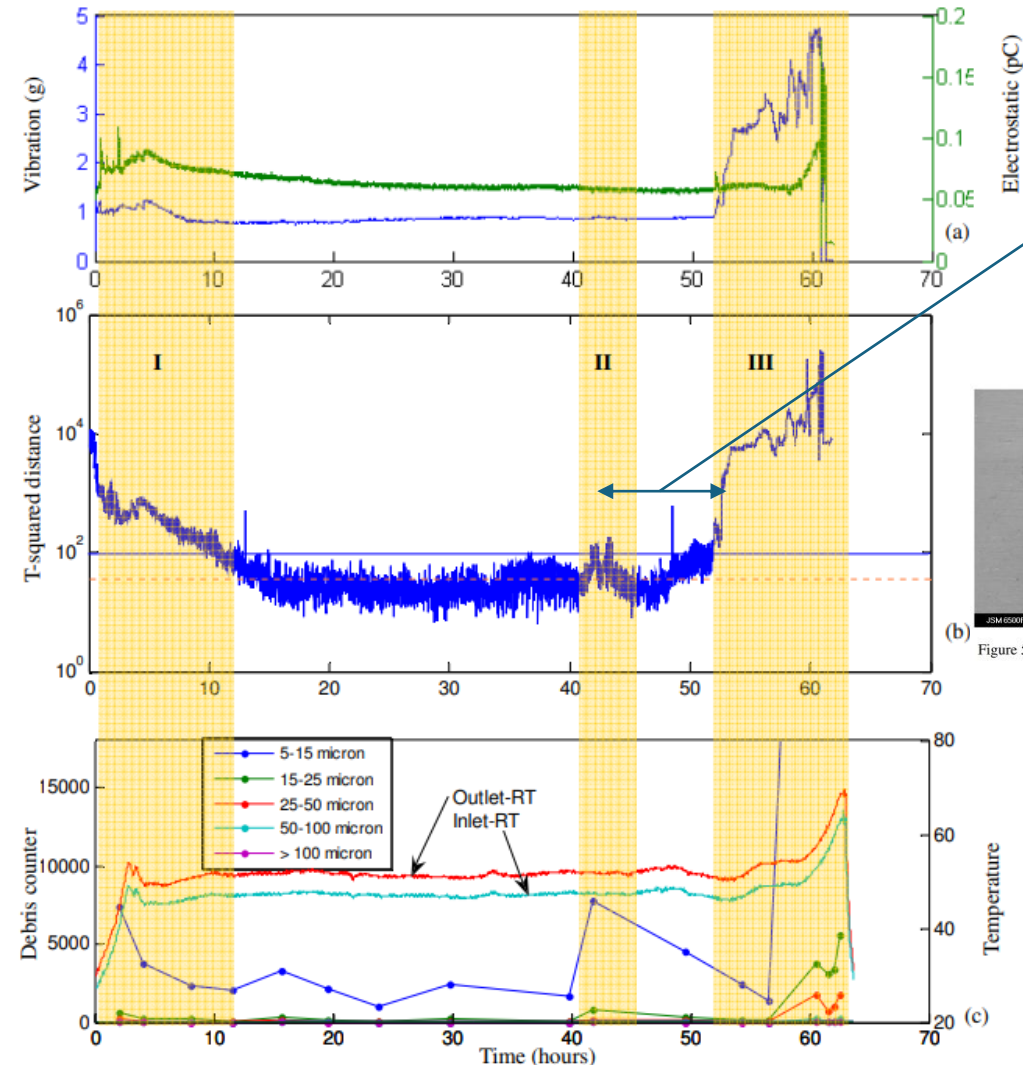 5
4
3
2
1
0
Vibration (g)
0.2
0.15
0.1
0.05
0
Electrostatic (pC)
(a)
0 10 20 30 40 50 60 70
10^6
10^4
10^2
10^0
T-squared distance
I
II
III
(b)
0 10 20 30 40 50 60 70
JSM 6500F
Figure
15000
10000
5000
0
Debris counter
5-15 micron
15-25 micron
25-50 micron
50-100 micron
> 100 micron
Outlet-RT
Inlet-RT
80
60
40
20
Temperature
(c)
0 10 20 30 40 50 60 70
Time (hours)